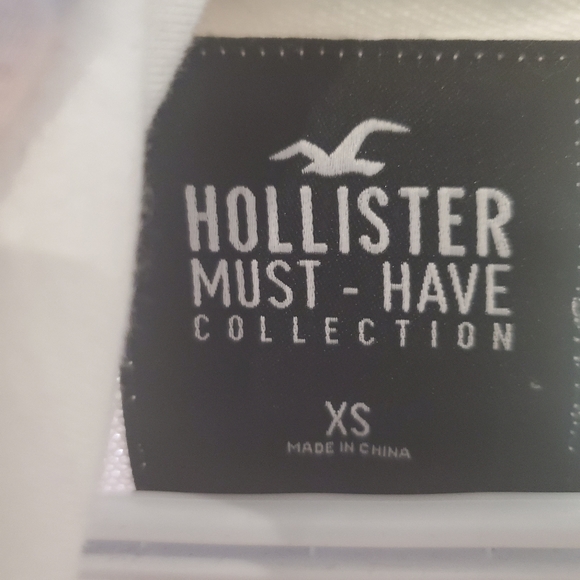 HOLLISTER
MUST - HAVE
COLLECTION
XS
MADE IN CHINA